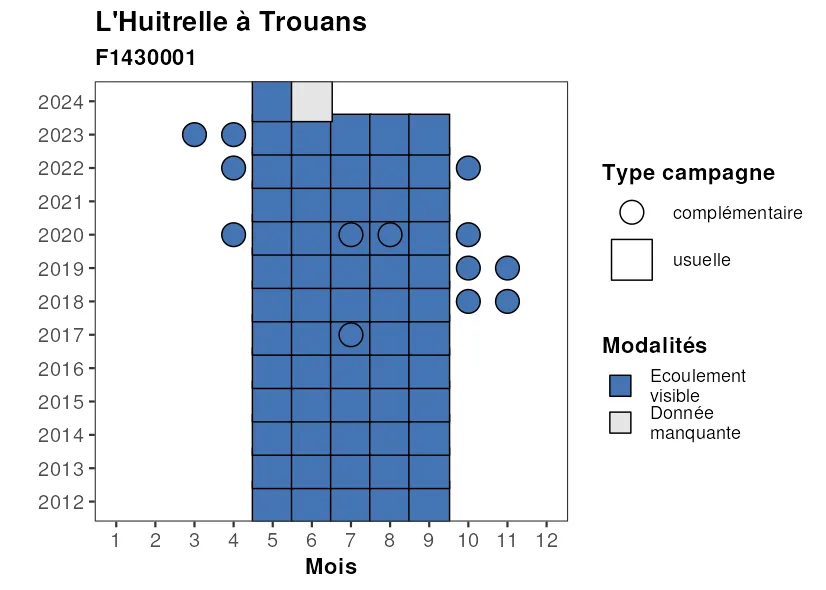 L'Huitrelle à Trouans
F1430001
2024
2023
2022
2021
2020
2019
2018
2017
2016
2015
2014
2013
2012
1 2 3 4 5 6 7 8 9 10 11 12
Mois
Type campagne
complémentaire
usuelle
Modalités
Ecoulement
visible
Donnée
manquante